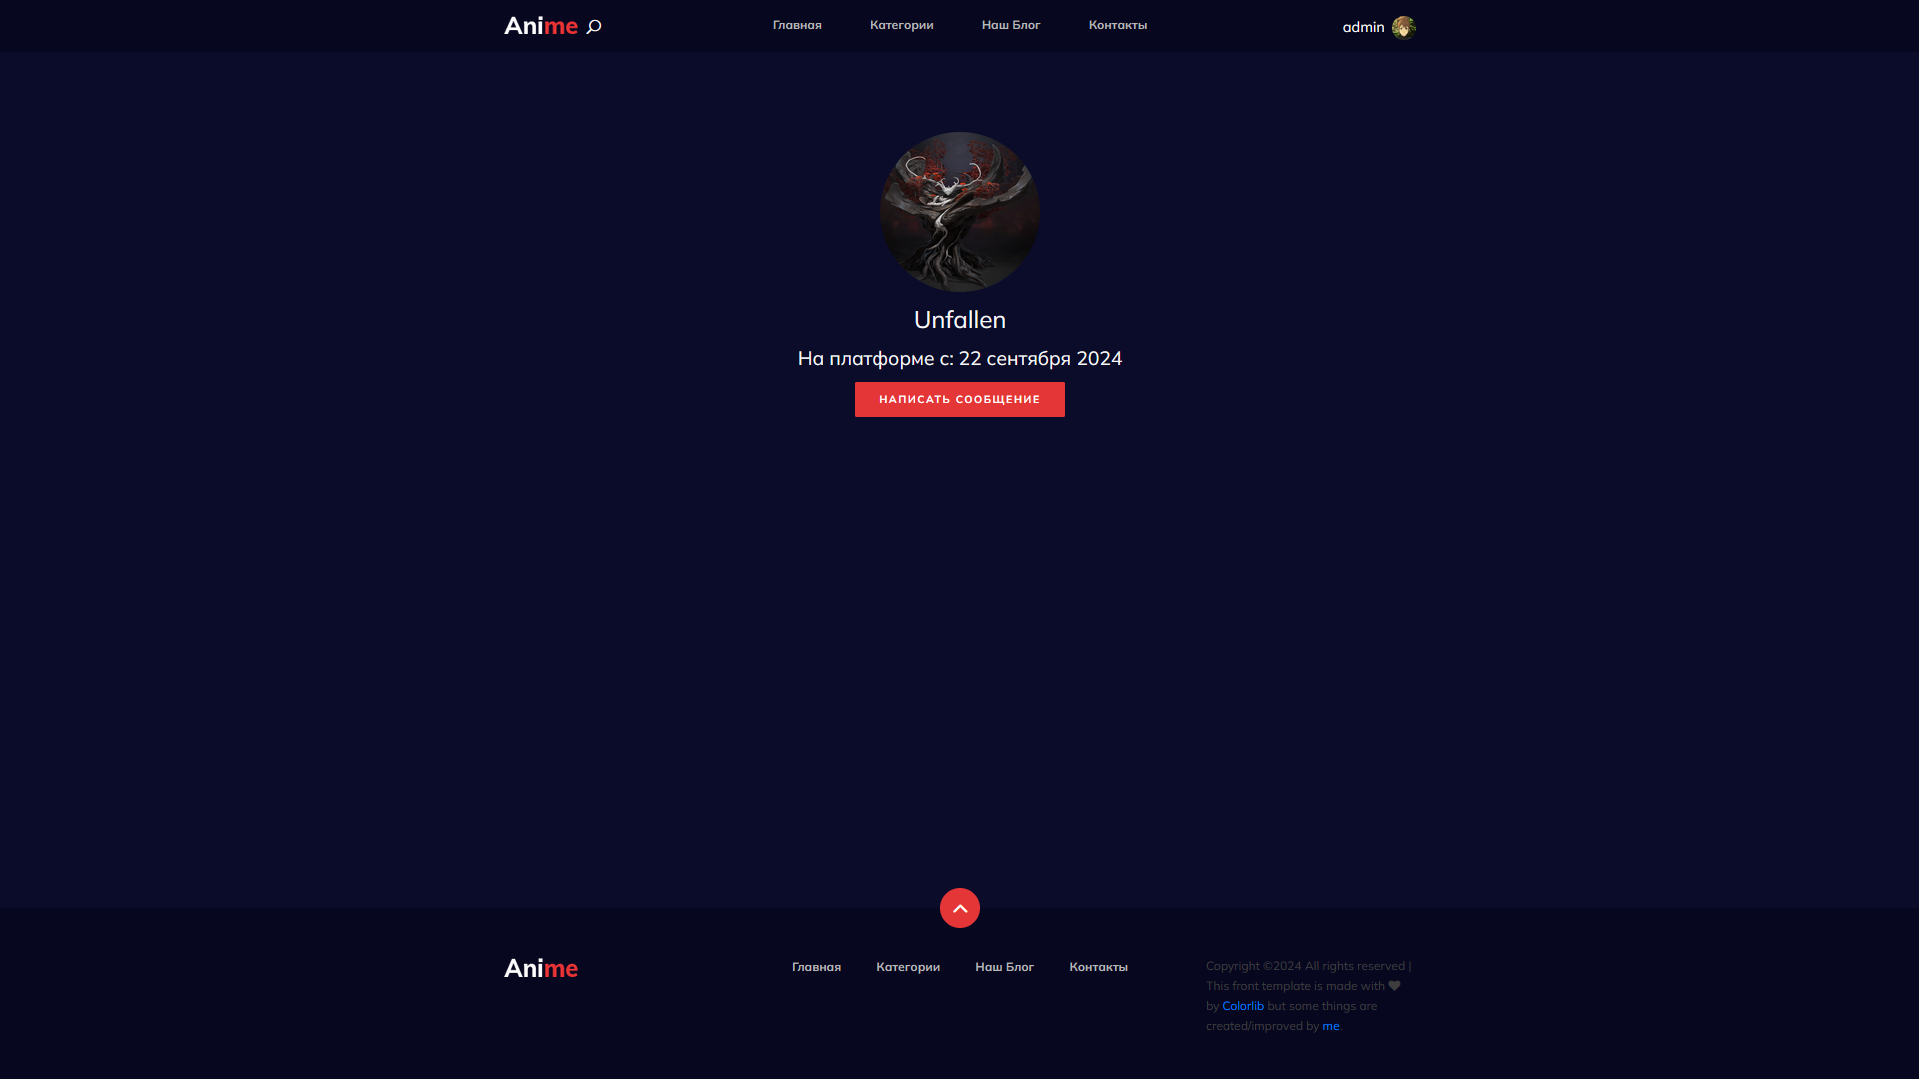 Anime
Главная Категории Наш Блог Контакты
admin
Unfallen
На платформе с: 22 сентября 2024
НАПИСАТЬ СООБЩЕНИЕ
Anime
Главная Категории Наш Блог Контакты
Copyright ©2024 All rights reserved |
This front template is made with
by Colorlib but some things are
created/improved by me.